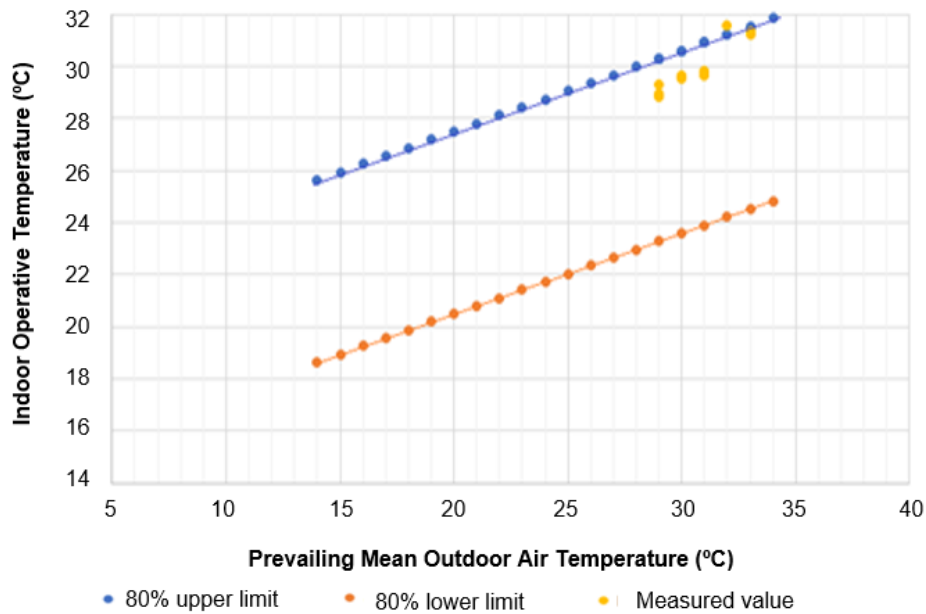 32
30
28
26
24
22
20
18
16
14
Indoor Operative Temperature (ºC)
5 10 15 20 25 30 35 40
Prevailing Mean Outdoor Air Temperature (ºC)
80% upper limit 80% lower limit Measured value